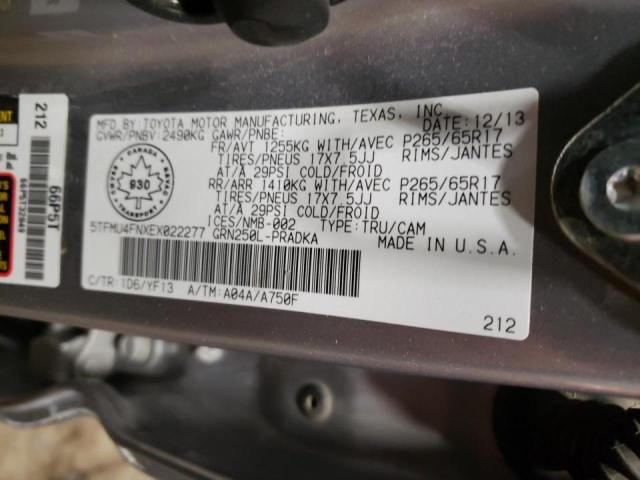 MFD BY: TOYOTA MOTOR MANUFACTURING, TEXAS, INC.
GVWR/PNBV: 2490KG GAWR/PNBE: DATE: 12/13
FR/AVT 1255KG WITH/AVEC P265/65R17
TIRES/PNEUS 17X7.5JJ RIMS/JANTES
AT/A 29PSI COLD/FROID
RR/ARR 1410KG WITH/AVEC P265/65R17
TIRES/PNEUS 17X7.5JJ RIMS/JANTES
AT/A 29PSI COLD/FROID
CANADA
930
5TFMU4FNXEX022277 ICES/NMB-002 TYPE: TRU/CAM
GRN250L-PRADKA MADE IN U.S.A.
C/TR: 1D6/YF13 A/TM: A04A/A750F
212
212
66P5T